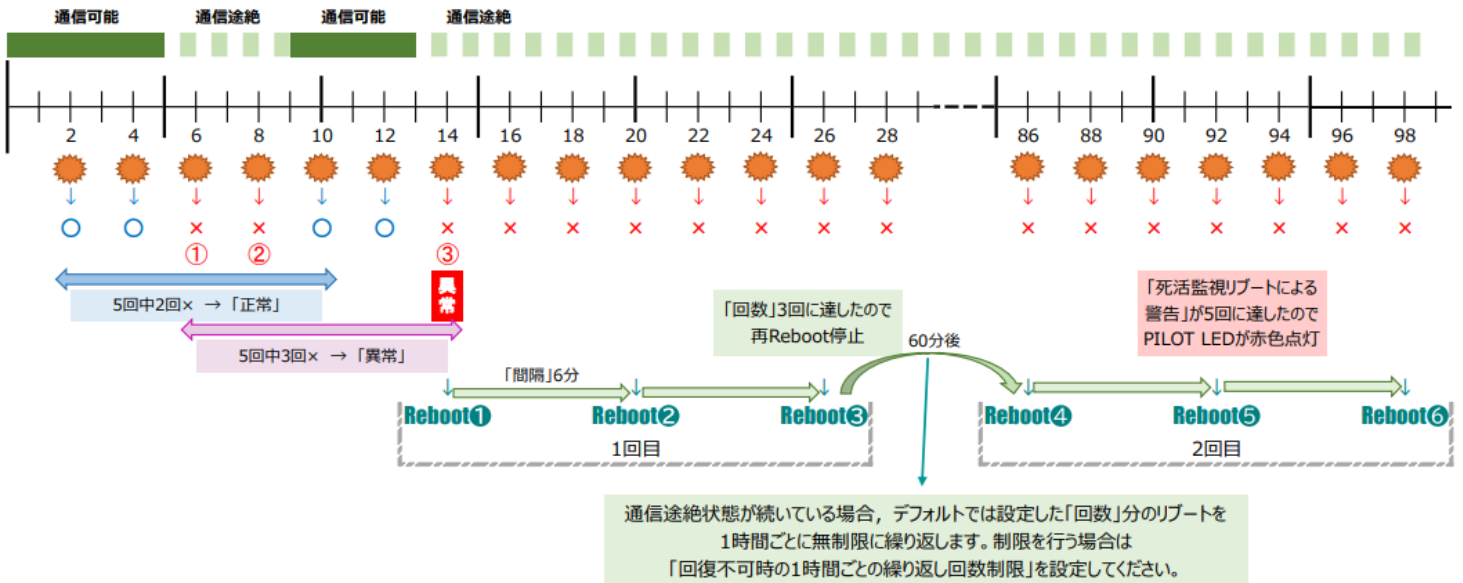 通信可能 通信途絶 通信可能 通信途絶
2 4 6 8 10 12 14 16 18 20 22 24 26 28 86 88 90 92 94 96 98
↓ ↓ ↓ ↓ ↓ ↓ ↓ ↓ ↓ ↓ ↓ ↓ ↓ ↓ ↓ ↓ ↓ ↓ ↓ ↓ ↓
○ ○ × × ○ ○ × × × × × × × × × × × × × × ×
① ② ③
異常
5回中2回× → 「正常」
5回中3回× → 「異常」
「回数」3回に達したので
再Reboot停止
60分後
「死活監視リブートによる
警告」が5回に達したので
PILOT LEDが赤色点灯
「間隔」6分
Reboot❶ Reboot❷ Reboot❸ Reboot❹ Reboot❺ Reboot❻
1回目 2回目
通信途絶状態が続いている場合，デフォルトでは設定した「回数」分のリブートを
1時間ごとに無制限に繰り返します。制限を行う場合は
「回復不可時の1時間ごとの繰り返し回数制限」を設定してください。